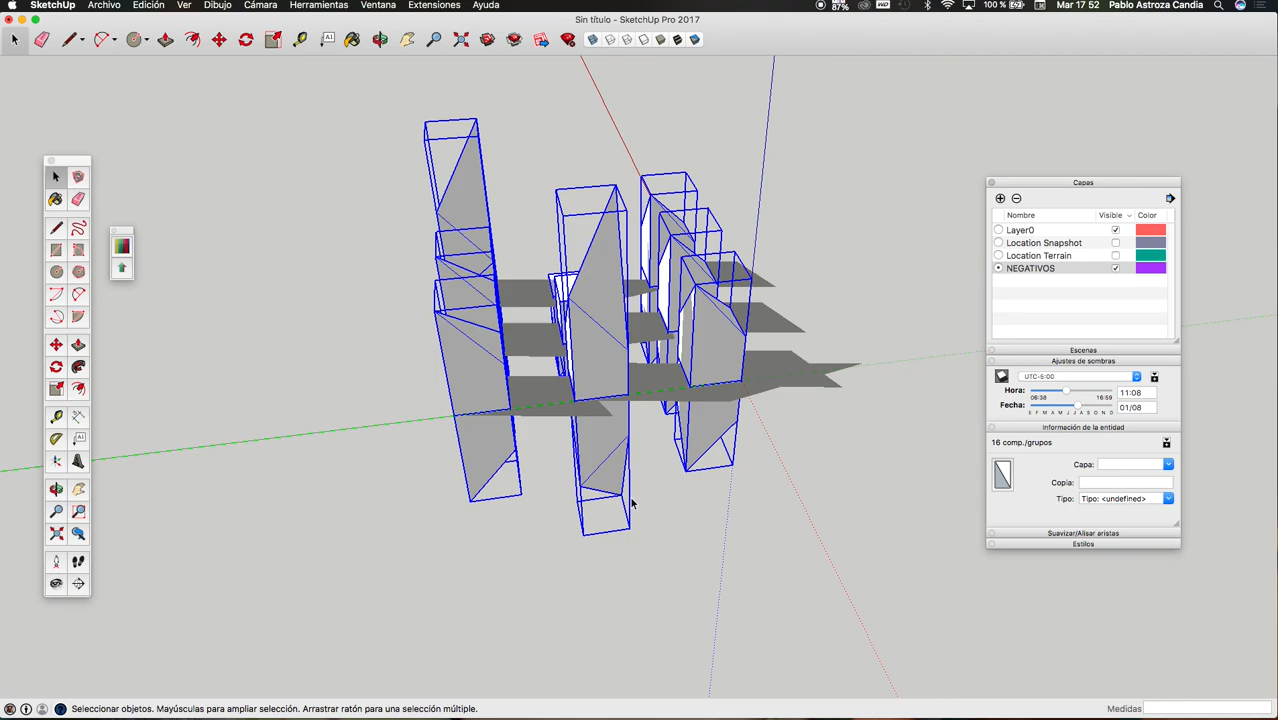 SketchUp Archivo Edición Ver Dibujo Cámara Herramientas Ventana Extensiones Ayuda 87% WD 100 % Mar 17 52 Pablo Astroza Candia
Sin título - SketchUp Pro 2017
A1
Capas
Nombre Visible Color
Layer0
Location Snapshot
Location Terrain
NEGATIVOS
Escenas
Ajustes de sombras
UTC-5:00
Hora: 06:38 16:59 11:08
Fecha: E F M A M J J A S O N D 01/08
Información de la entidad
16 comp./grupos
Capa:
Copia:
Tipo: Tipo: <undefined>
Suavizar/Alisar aristas
Estilos
A1
Seleccionar objetos. Mayúsculas para ampliar selección. Arrastrar ratón para una selección múltiple. Medidas